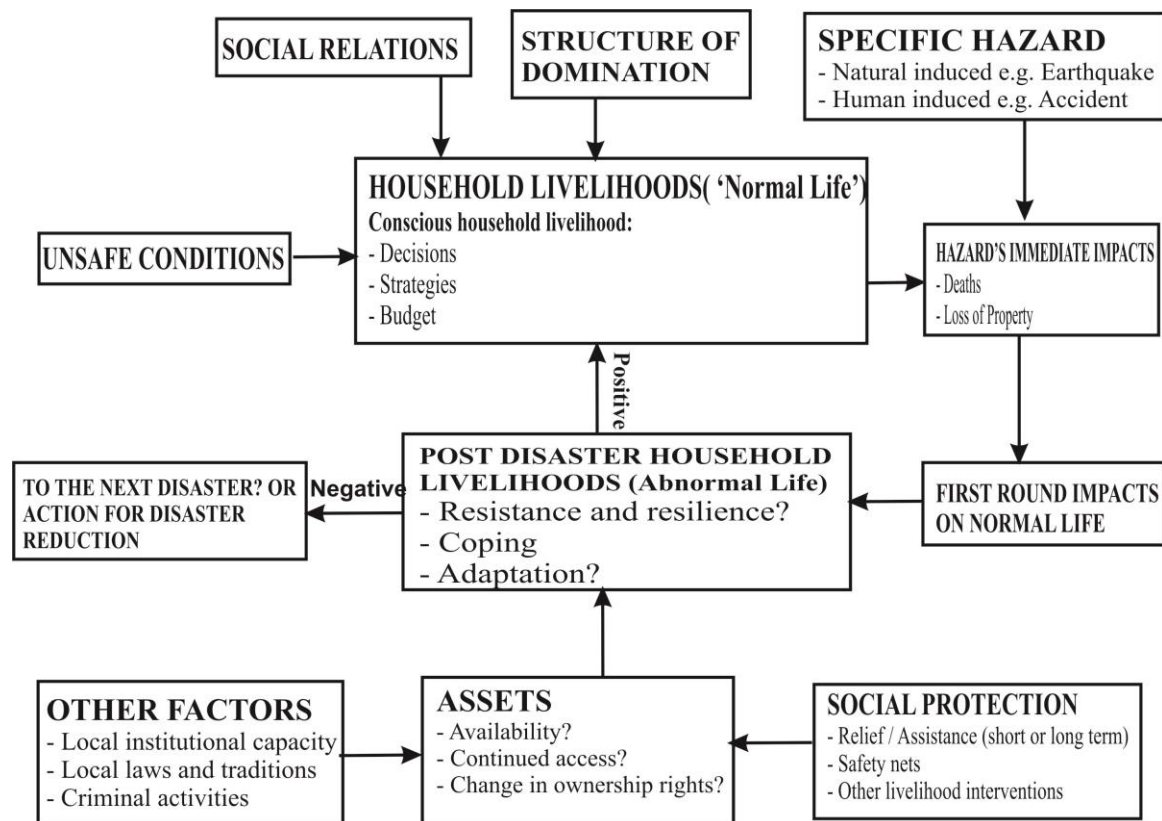 SOCIAL RELATIONS
STRUCTURE OF
DOMINATION
SPECIFIC HAZARD
- Natural induced e.g. Earthquake
- Human induced e.g. Accident
HOUSEHOLD LIVELIHOODS( ‘Normal Life’)
Conscious household livelihood:
- Decisions
- Strategies
- Budget
UNSAFE CONDITIONS
HAZARD’S IMMEDIATE IMPACTS
- Deaths
- Loss of Property
Positive
POST DISASTER HOUSEHOLD
LIVELIHOODS (Abnormal Life)
- Resistance and resilience?
- Coping
- Adaptation?
Negative
TO THE NEXT DISASTER? OR
ACTION FOR DISASTER
REDUCTION
FIRST ROUND IMPACTS
ON NORMAL LIFE
OTHER FACTORS
- Local institutional capacity
- Local laws and traditions
- Criminal activities
ASSETS
- Availability?
- Continued access?
- Change in ownership rights?
SOCIAL PROTECTION
- Relief / Assistance (short or long term)
- Safety nets
- Other livelihood interventions